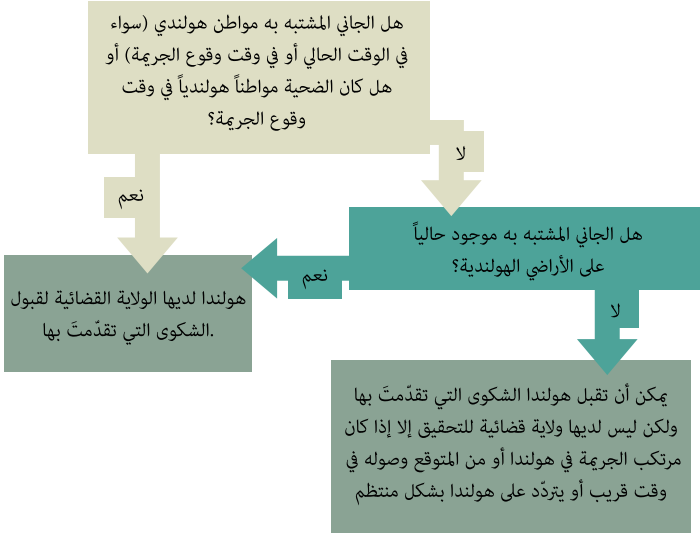 هل الجاني المشتبه به مواطن هولندي (سواء
في الوقت الحالي أو في وقت وقوع الجريمة) أو
هل كان الضحية مواطناً هولندياً في وقت
وقوع الجريمة؟
لا
نعم
هل الجاني المشتبه به موجود حالياً
على الأراضي الهولندية؟
نعم
لا
هولندا لديها الولاية القضائية لقبول
الشكوى التي تقدّمتَ بها.
يمكن أن تقبل هولندا الشكوى التي تقدّمتَ بها
ولكن ليس لديها ولاية قضائية للتحقيق إلا إذا كان
مرتكب الجريمة في هولندا أو من المتوقع وصوله في
وقت قريب أو يتردّد على هولندا بشكل منتظم